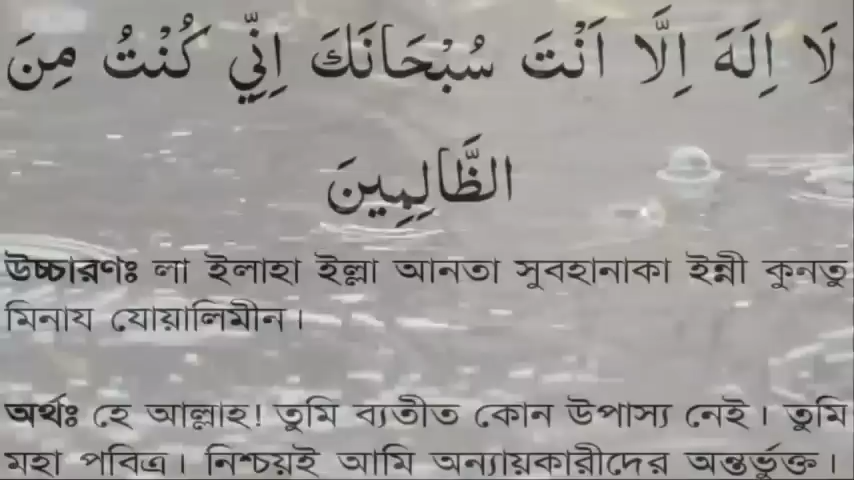 لَا اِلَهَ اِلَّا اَنْتَ سُبْحَانَكَ اِنِّي كُنْتُ مِنَ
الظَّالِمِينَ
উচ্চারণঃ লা ইলাহা ইল্লা আনতা সুবহানাকা ইন্নী কুনতু
মিনায যোয়ালিমীন।
অর্থঃ হে আল্লাহ! তুমি ব্যতীত কোন উপাস্য নেই। তুমি
মহা পবিত্র। নিশ্চয়ই আমি অন্যায়কারীদের অন্তর্ভুক্ত।